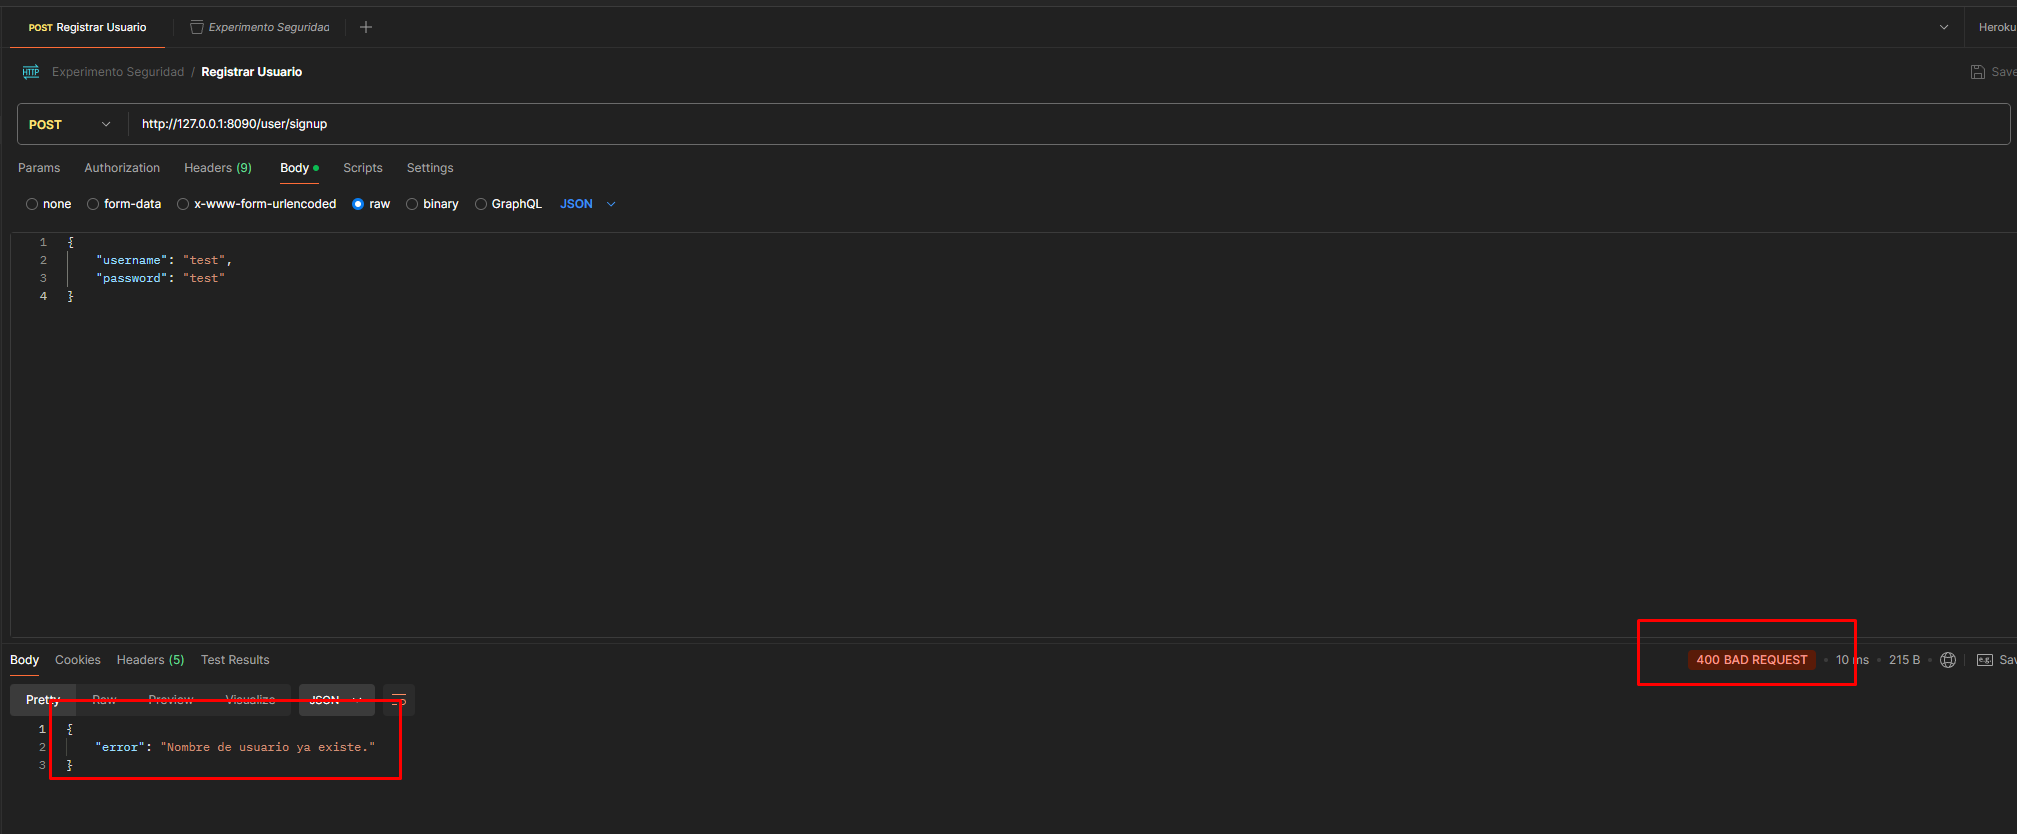 POST Registrar Usuario Experimento Seguridad Heroku
HTTP Experimento Seguridad / Registrar Usuario Save
POST http://127.0.0.1:8090/user/signup
Params Authorization Headers (9) Body Scripts Settings
none form-data x-www-form-urlencoded raw binary GraphQL JSON
1 {
2 "username": "test",
3 "password": "test"
4 }
Body Cookies Headers (5) Test Results 400 BAD REQUEST • 10 ms • 215 B • e.g. Sav
Pretty Raw Preview Visualize JSON
1 {
2 "error": "Nombre de usuario ya existe."
3 }